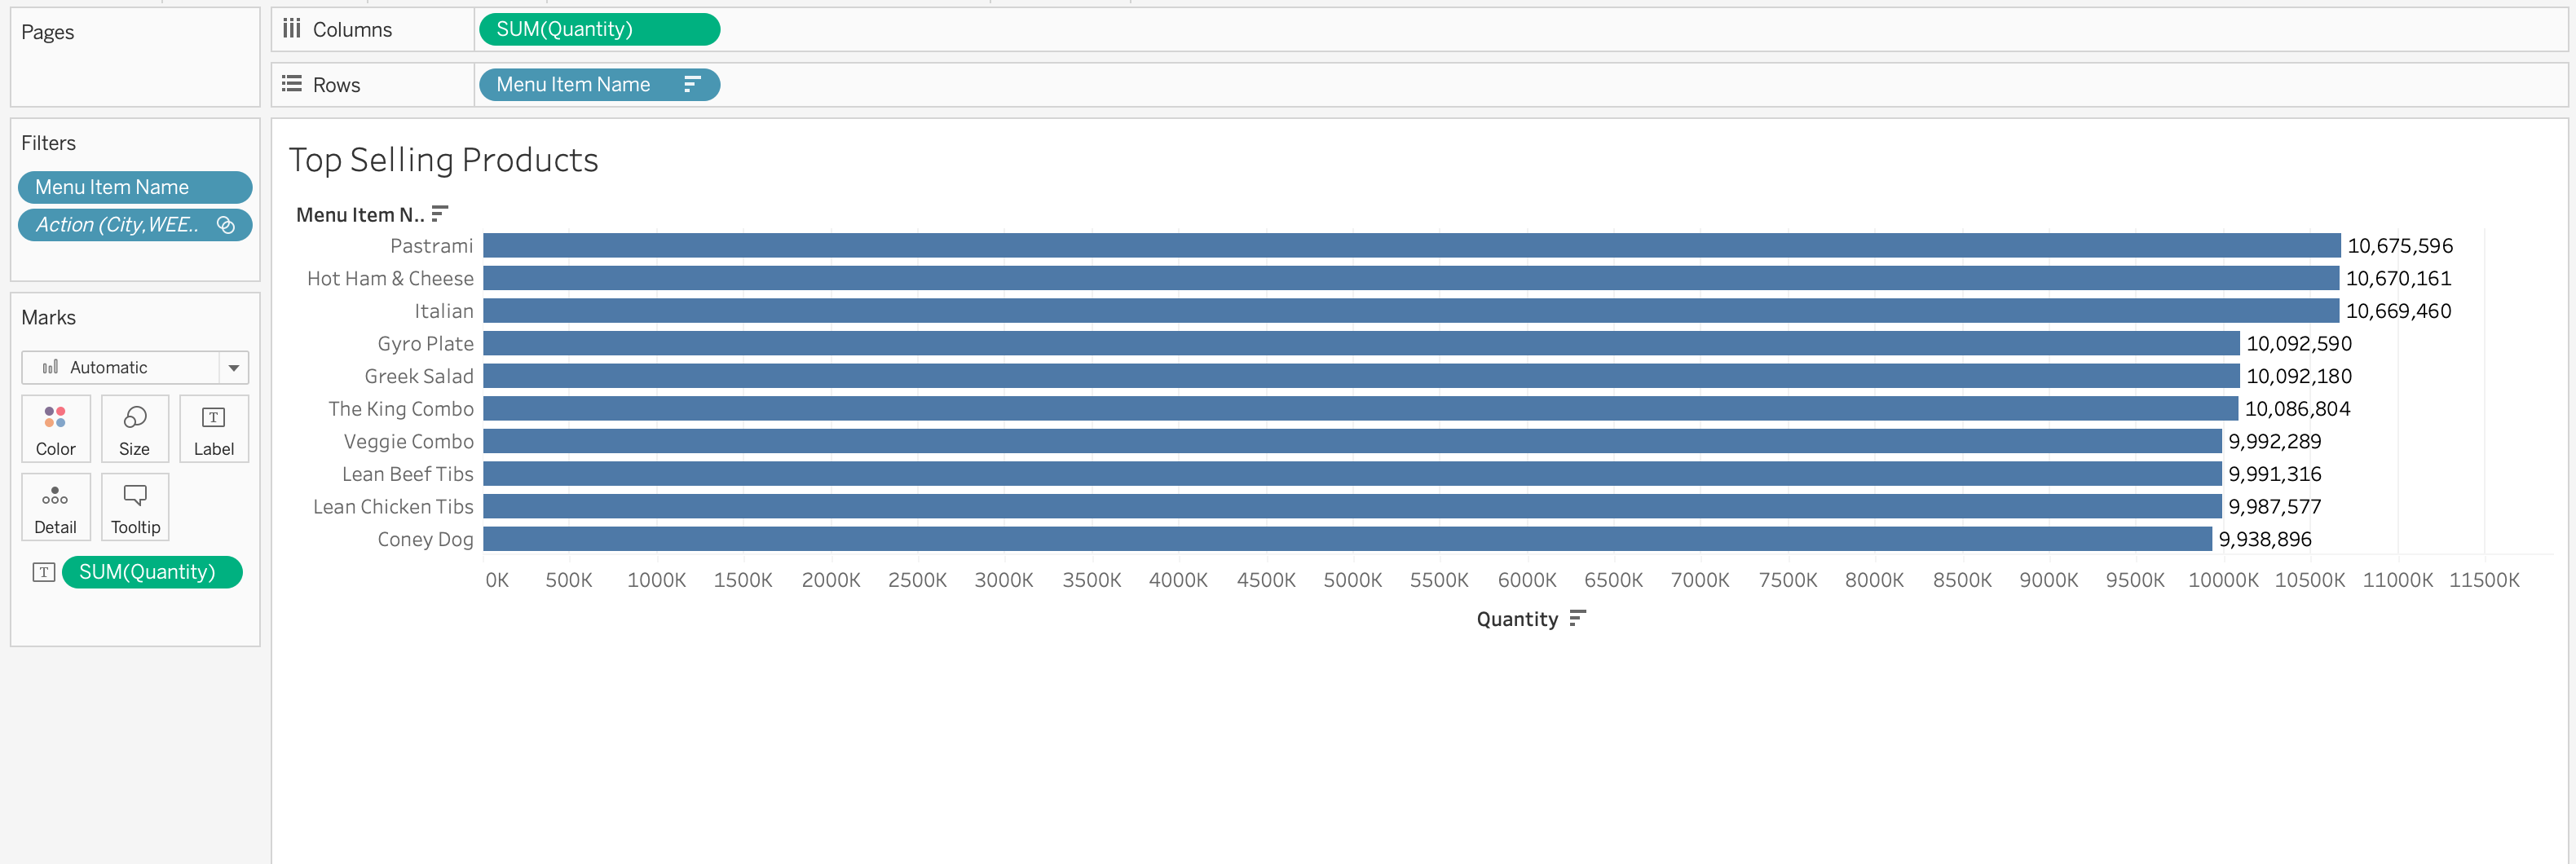 Pages
Columns
SUM(Quantity)
Rows
Menu Item Name
Filters
Menu Item Name
Action (City,WEE..
Marks
Automatic
Color
Size
T
Label
Detail
Tooltip
T
SUM(Quantity)
Top Selling Products
Menu Item N..
Pastrami 10,675,596
Hot Ham & Cheese 10,670,161
Italian 10,669,460
Gyro Plate 10,092,590
Greek Salad 10,092,180
The King Combo 10,086,804
Veggie Combo 9,992,289
Lean Beef Tibs 9,991,316
Lean Chicken Tibs 9,987,577
Coney Dog 9,938,896
0K 500K 1000K 1500K 2000K 2500K 3000K 3500K 4000K 4500K 5000K 5500K 6000K 6500K 7000K 7500K 8000K 8500K 9000K 9500K 10000K 10500K 11000K 11500K
Quantity